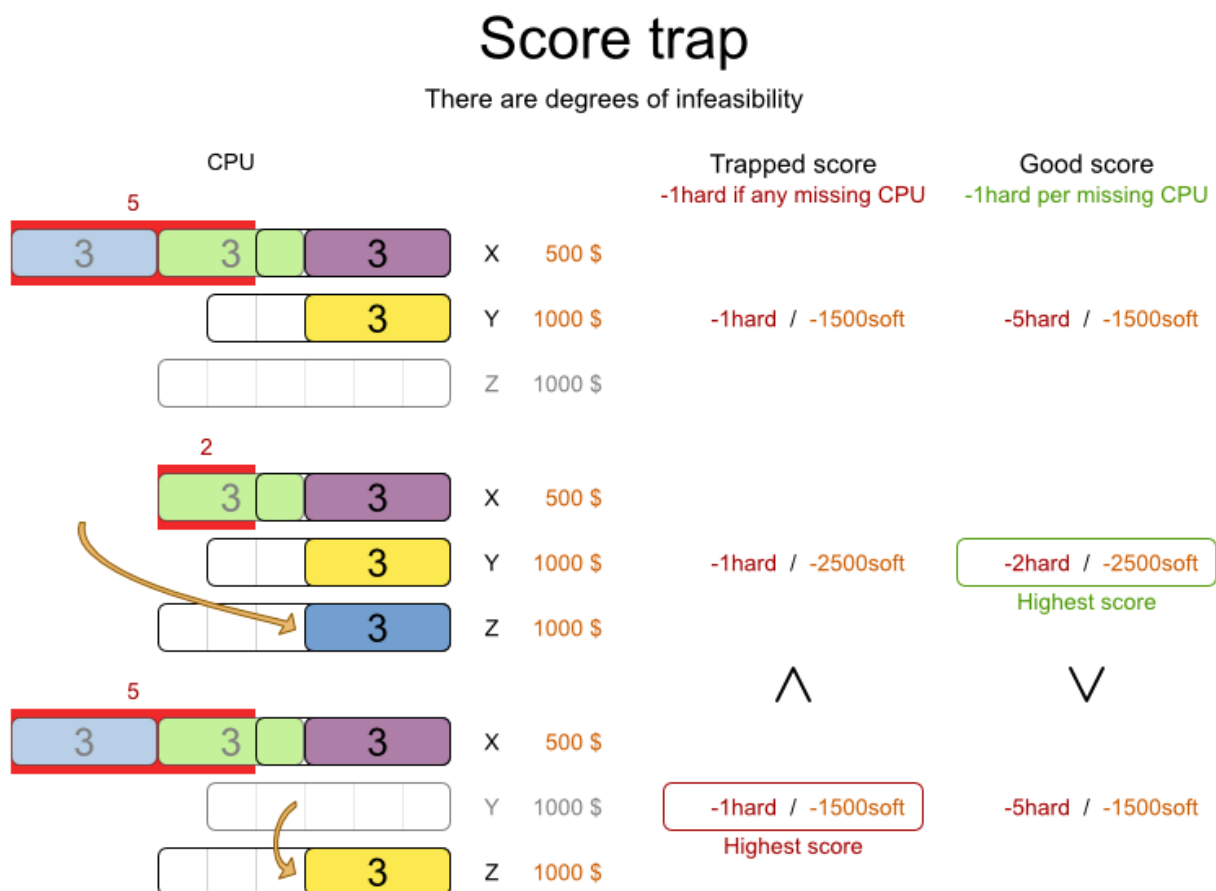 Score trap
There are degrees of infeasibility
CPU Trapped score Good score
-1hard if any missing CPU -1hard per missing CPU
5
3 3 3 X 500 $
3 Y 1000 $ -1hard / -1500soft -5hard / -1500soft
Z 1000 $
2
3 3 X 500 $
3 Y 1000 $ -1hard / -2500soft -2hard / -2500soft
Highest score
3 Z 1000 $
5
3 3 3 X 500 $
Y 1000 $ -1hard / -1500soft -5hard / -1500soft
Highest score
3 Z 1000 $